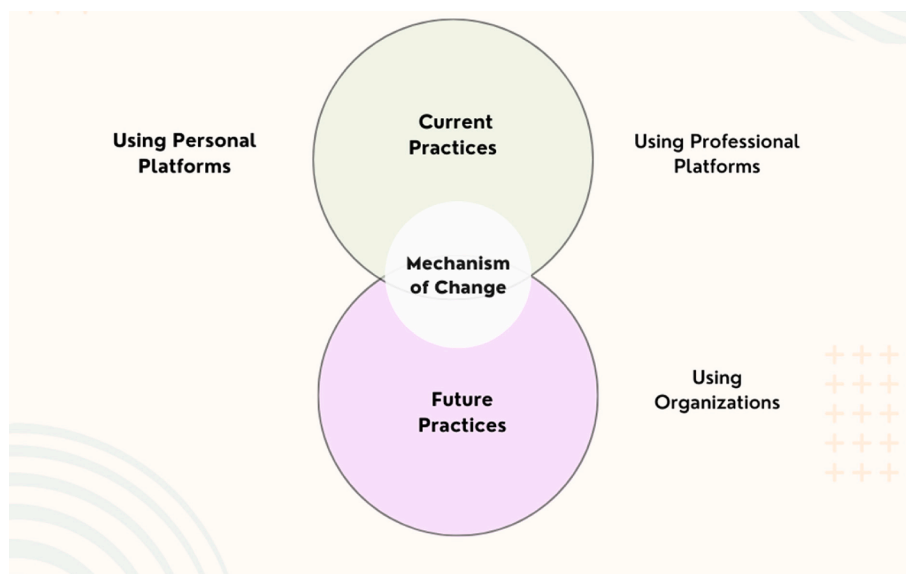 Current
Practices
Using Personal
Platforms
Using Professional
Platforms
Mechanism
of Change
Using
Organizations
Future
Practices